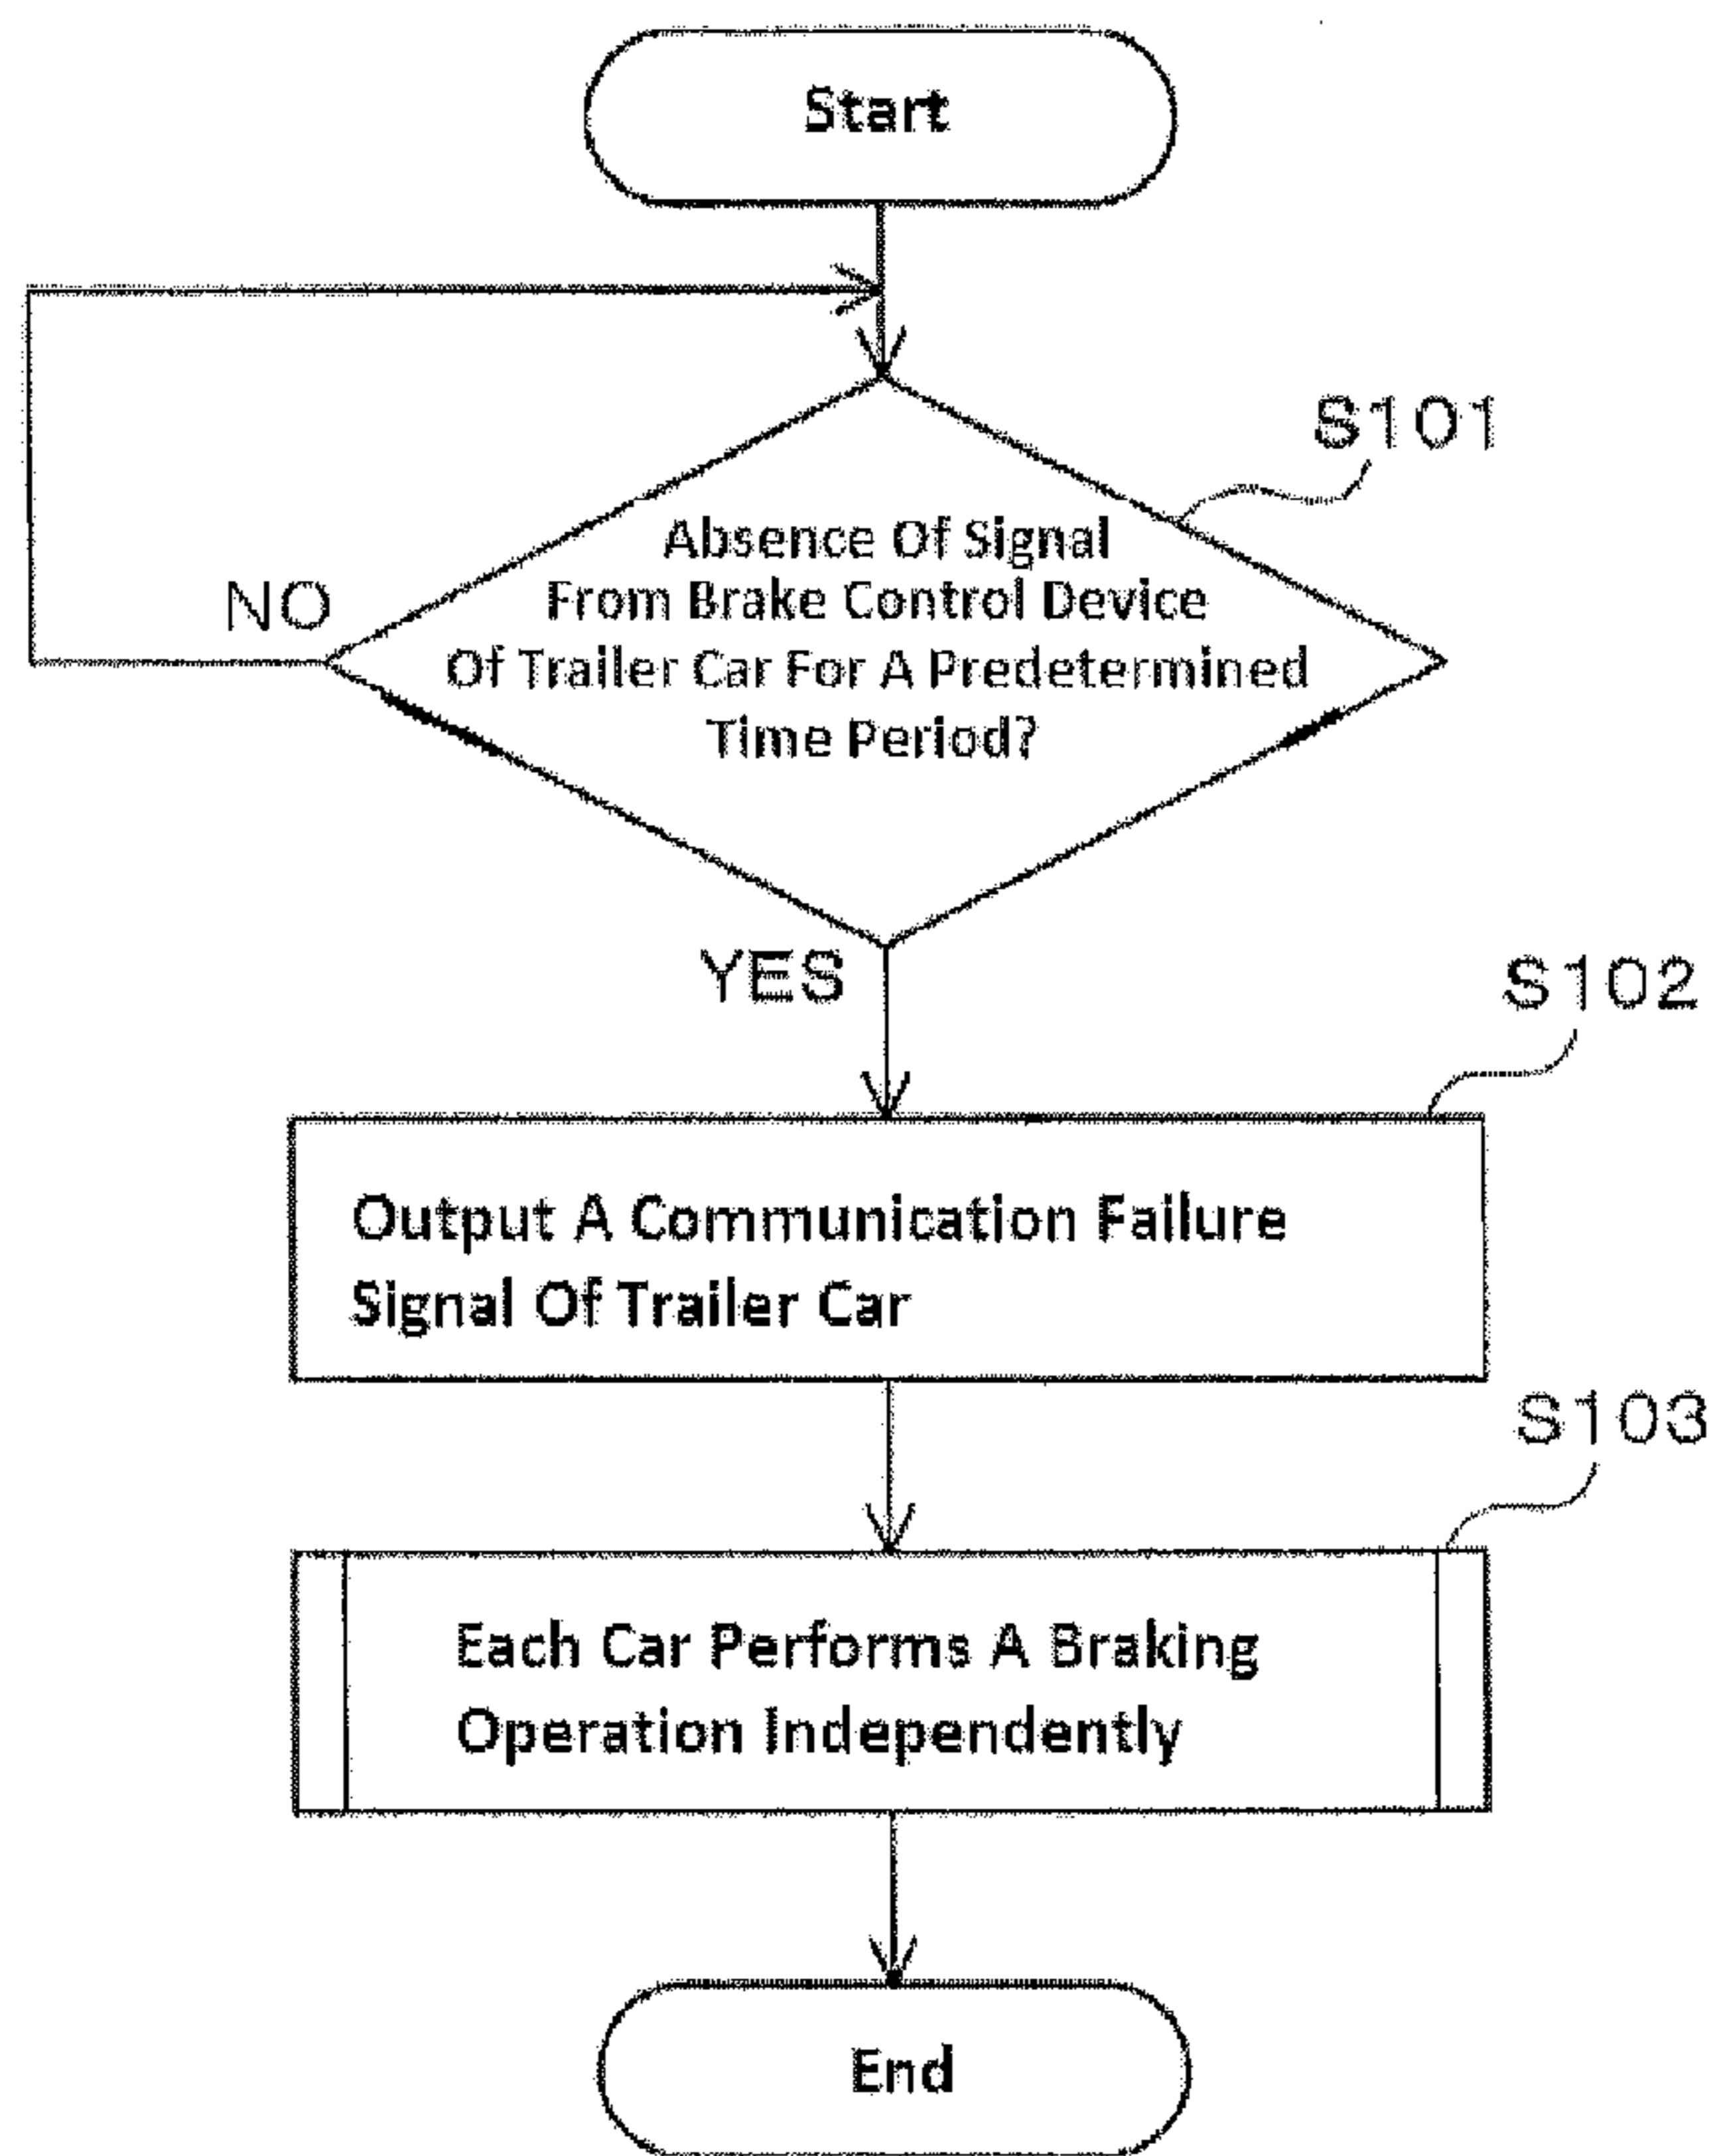 Start
S101
Absence Of Signal
From Brake Control Device
Of Trailer Car For A Predetermined
Time Period?
NO
YES
S102
Output A Communication Failure
Signal Of Trailer Car
S103
Each Car Performs A Braking
Operation Independently
End